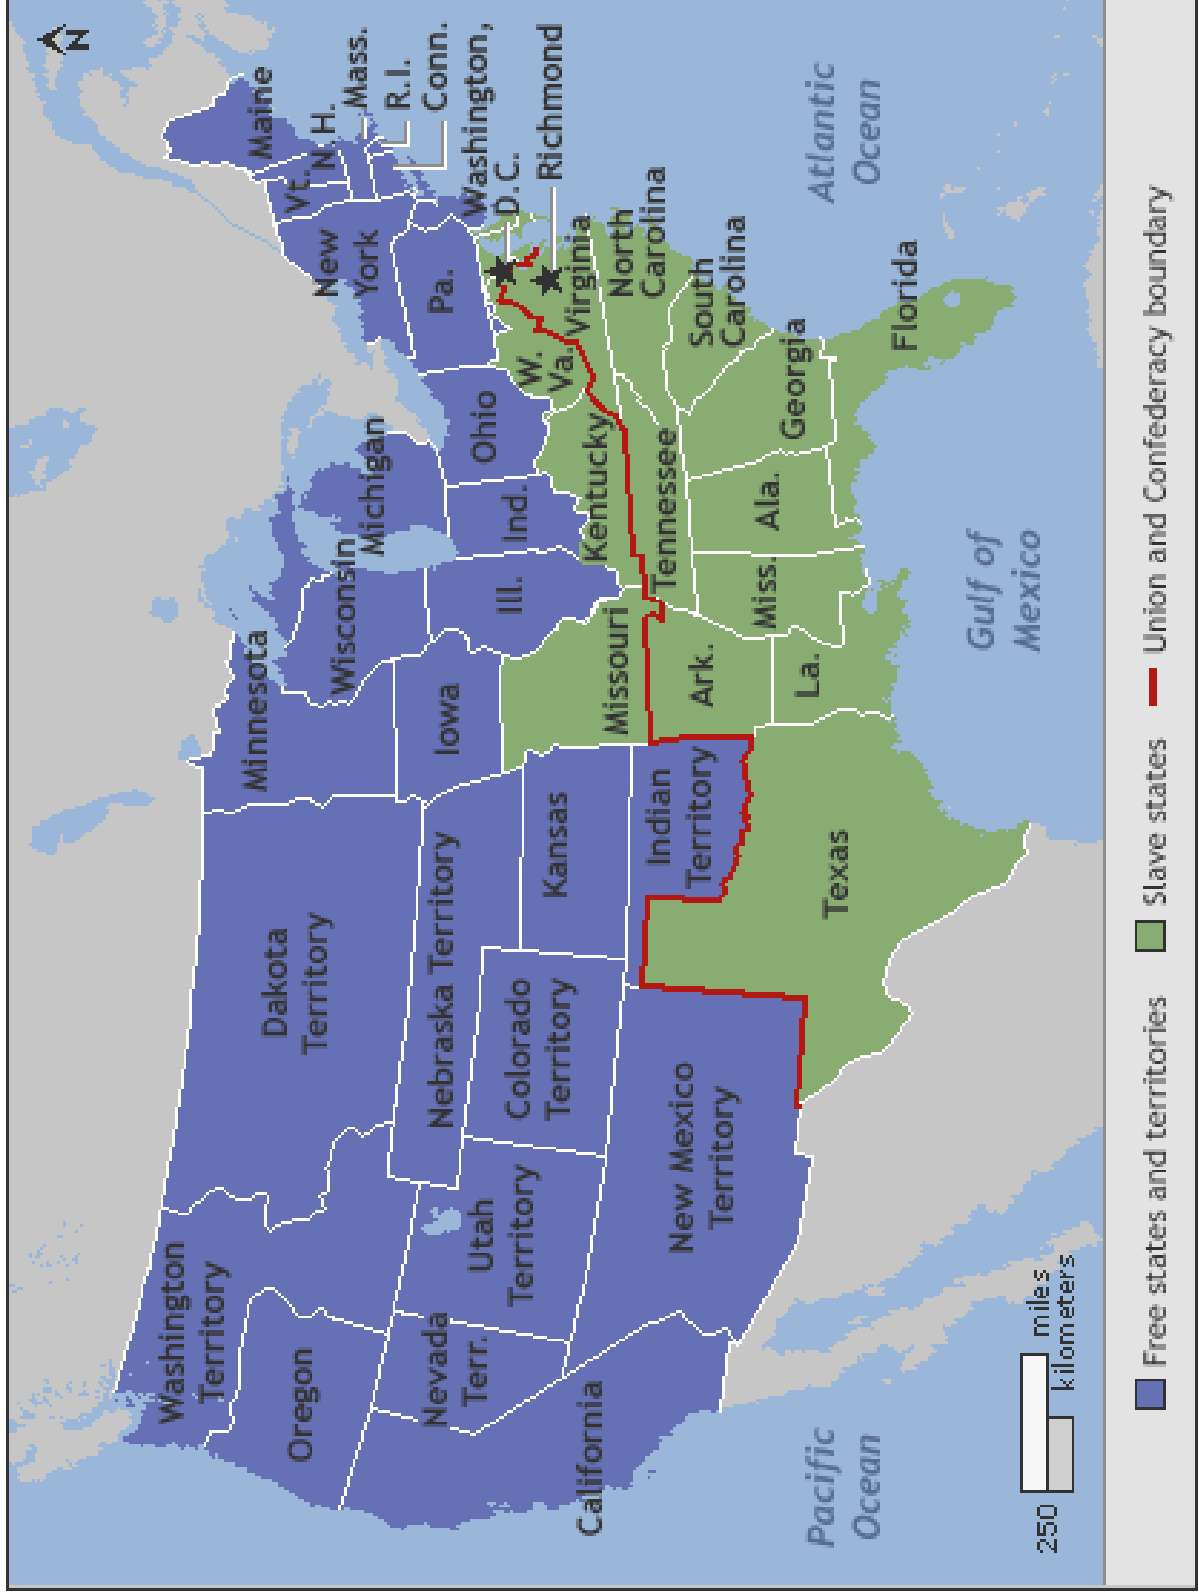 N
Washington
Territory
Oregon
California
Nevada
Terr.
Utah
Territory
Dakota
Territory
Nebraska Territory
Colorado
Territory
New Mexico
Territory
Kansas
Indian
Territory
Texas
Minnesota
Iowa
Missouri
Ark.
La.
Wisconsin
Ill.
Michigan
Ind.
Ohio
Kentucky
Tennessee
Miss.
Ala.
Georgia
Florida
South
Carolina
North
Carolina
Virginia
W.
Va.
Pa.
New
York
Vt.
N.H.
Maine
Mass.
R.I.
Conn.
Washington,
D.C.
Richmond
Pacific
Ocean
Gulf of
Mexico
Atlantic
Ocean
250
miles
kilometers
Free states and territories
Slave states
Union and Confederacy boundary